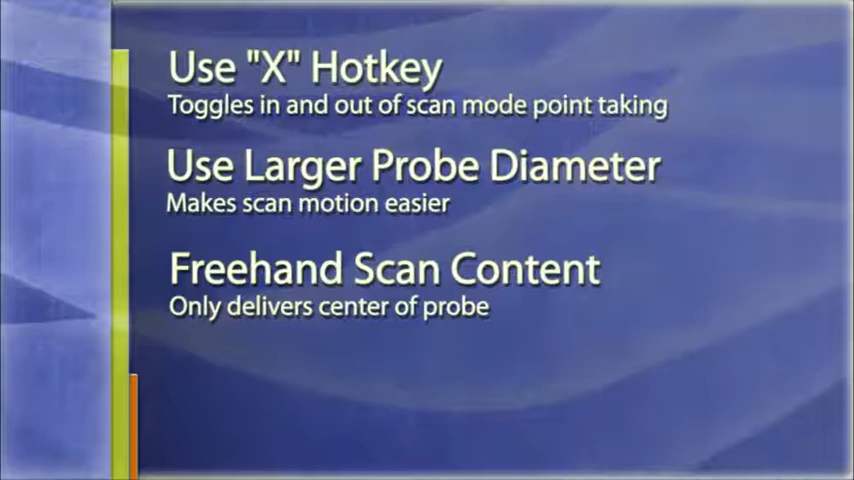 Use "X" Hotkey
Toggles in and out of scan mode point taking
Use Larger Probe Diameter
Makes scan motion easier
Freehand Scan Content
Only delivers center of probe